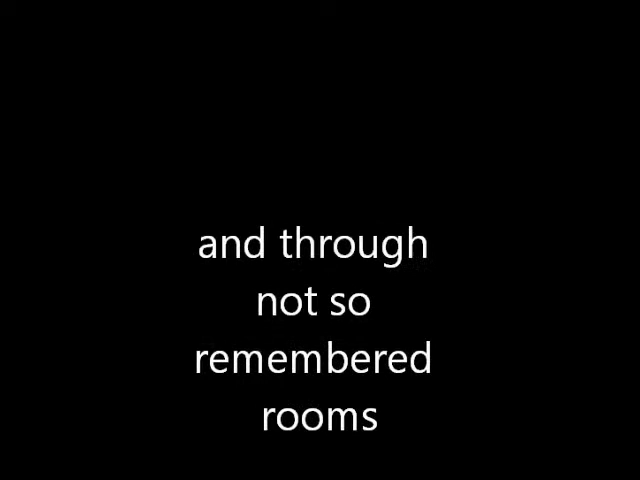 and through
not so
remembered
rooms